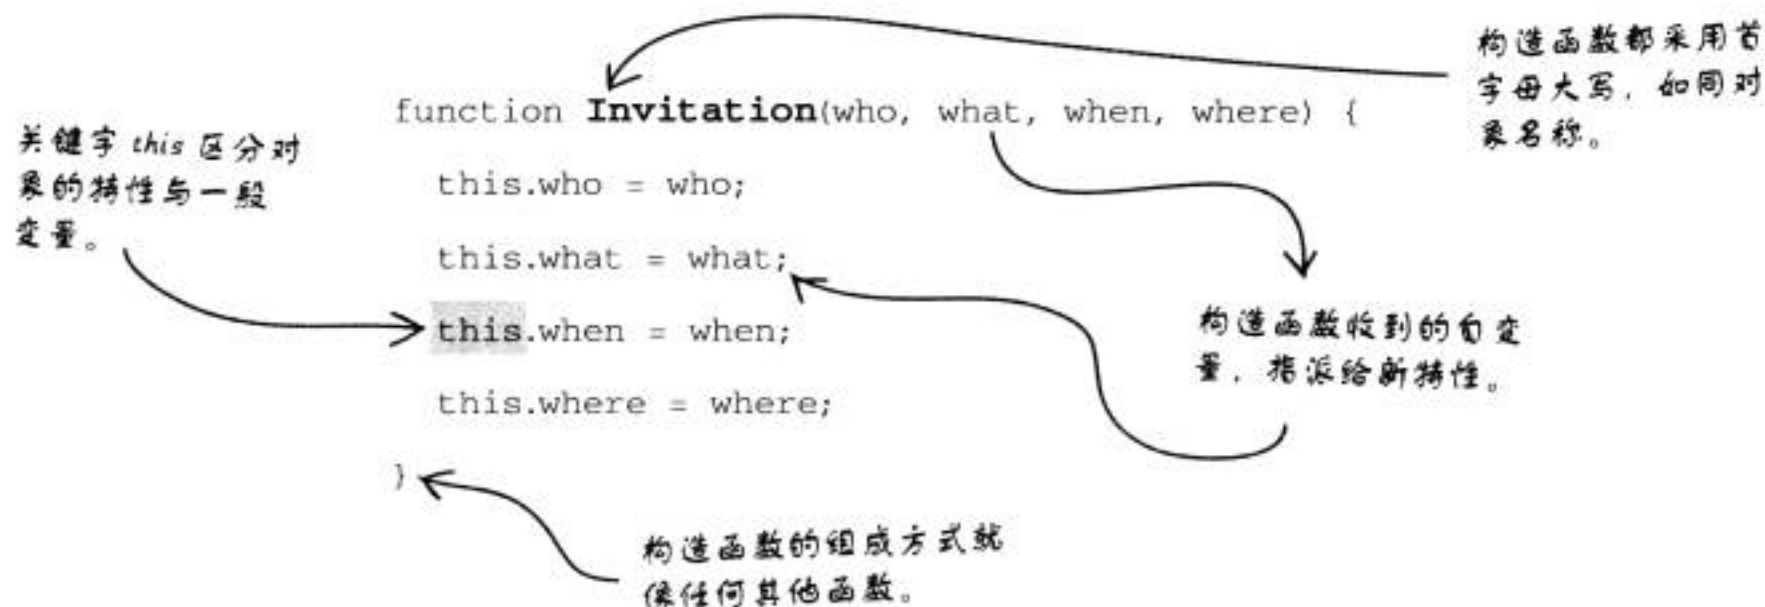 构造函数都采用首
字母大写，如同对
象名称。
function Invitation(who, what, when, where) {
关键字 this 区分对
象的特性与一般
变量。
this.who = who;
this.what = what;
this.when = when;
构造函数收到的自变
量，指派给新特性。
this.where = where;
}
构造函数的组成方式就
像任何其他函数。